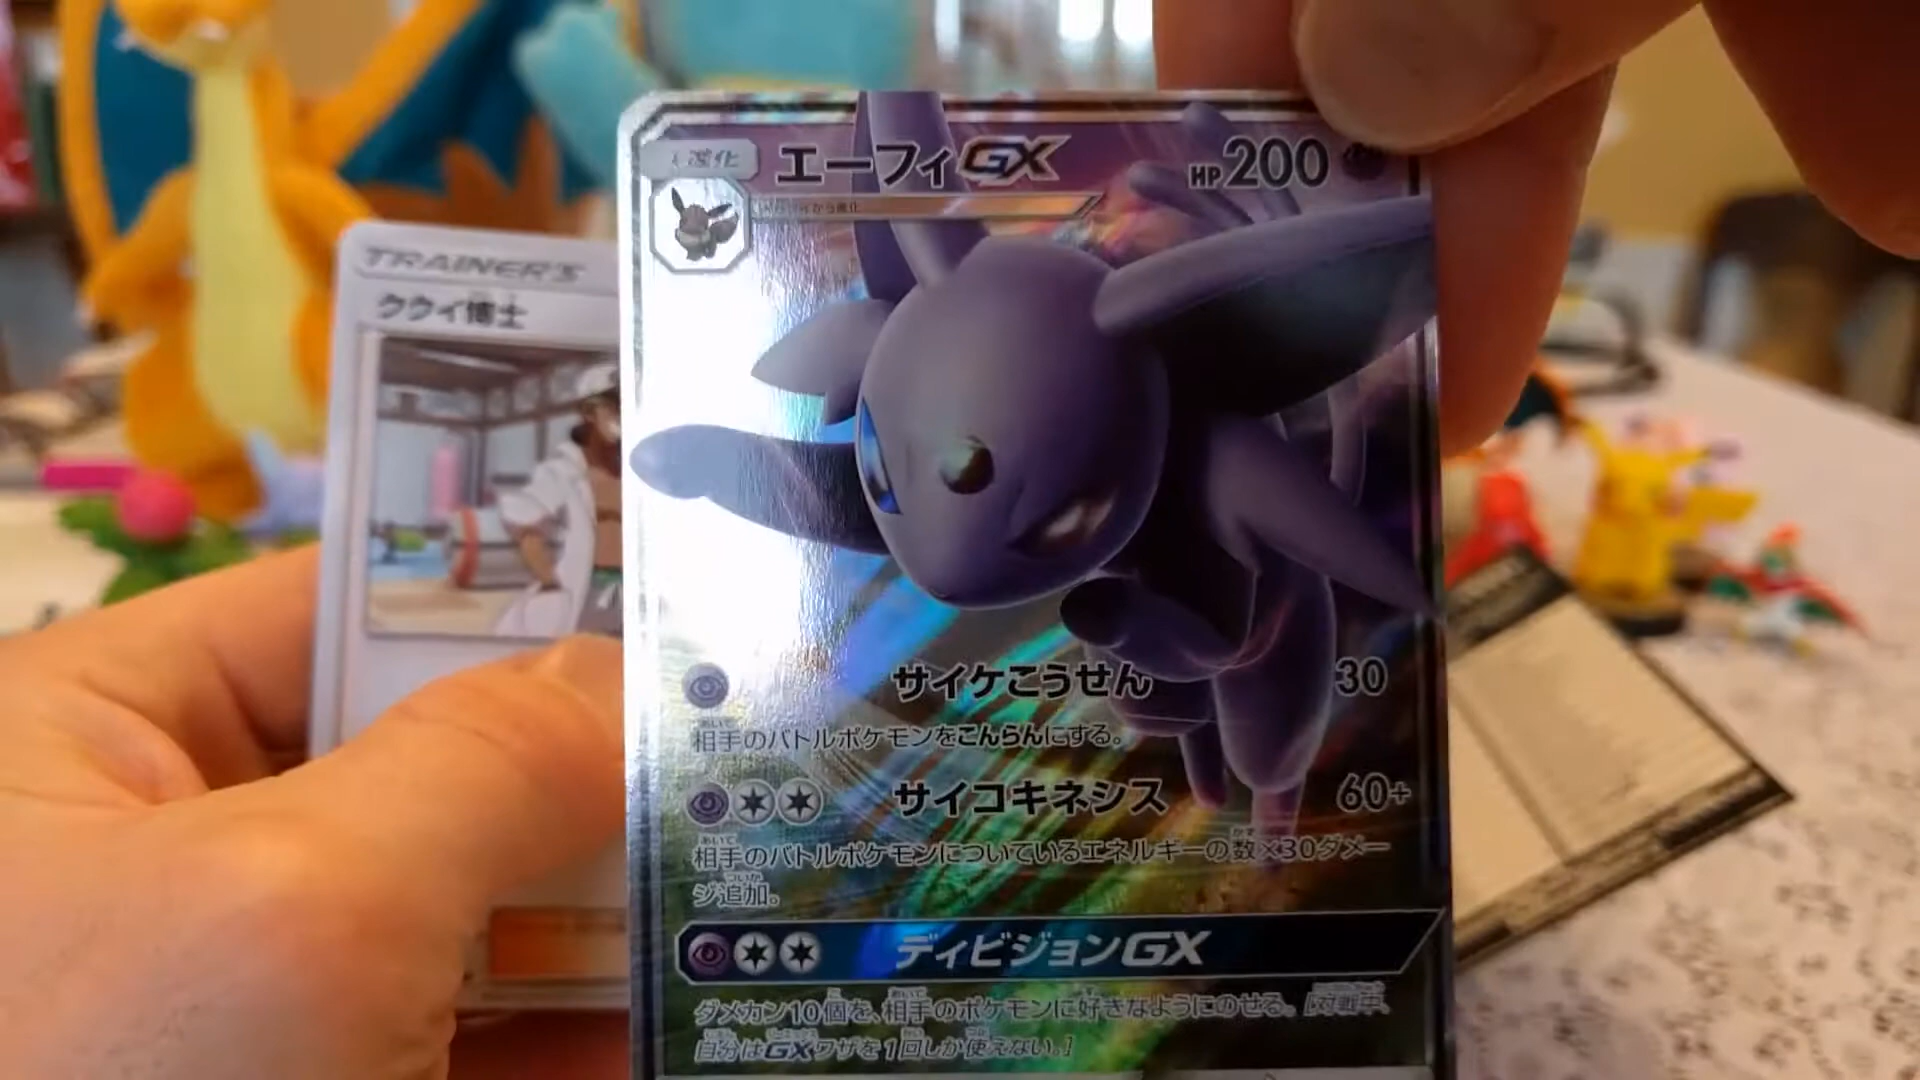 1進化
エーフィGX
HP200
TRAINER'S
ククイ博士
サイケこうせん 30
相手のバトルポケモンをこんらんにする。
サイコキネシス 60+
相手のバトルポケモンについているエネルギーの数×30ダメー
ジ追加。
ディビジョンGX
ダメカン10個を、相手のポケモンに好きなようにのせる。[対戦中、
自分はGXワザを1回しか使えない。]